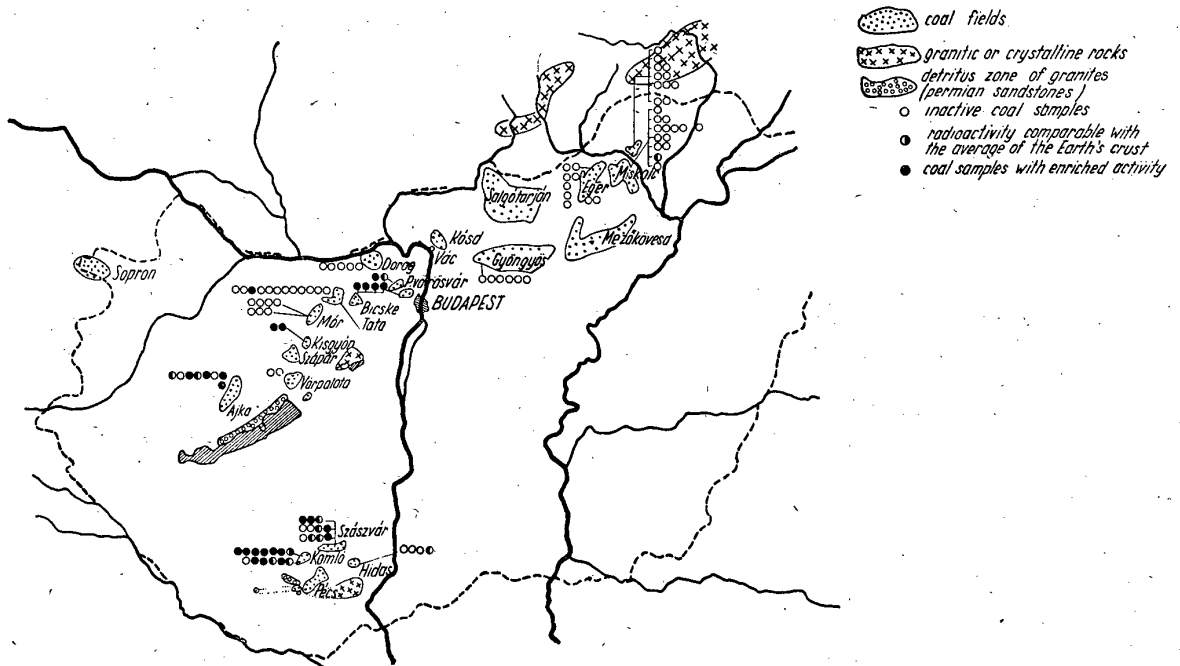 coal fields
granitic or crystalline rocks
detritus zone of granites
(permian sandstones)
inactive coal samples
radioactivity comparable with
the average of the Earth's crust
coal samples with enriched activity
Miskolc
Eger
Salgótarján
Mezőkövesd
Kósd
Vác
Gyöngyös
Sopron
Dorog
BUDAPEST
Bicske
Tata
Mór
Kisgyón
Szápár
Várpalota
Ajka
Szászvár
Komló
Hidas
Pécs